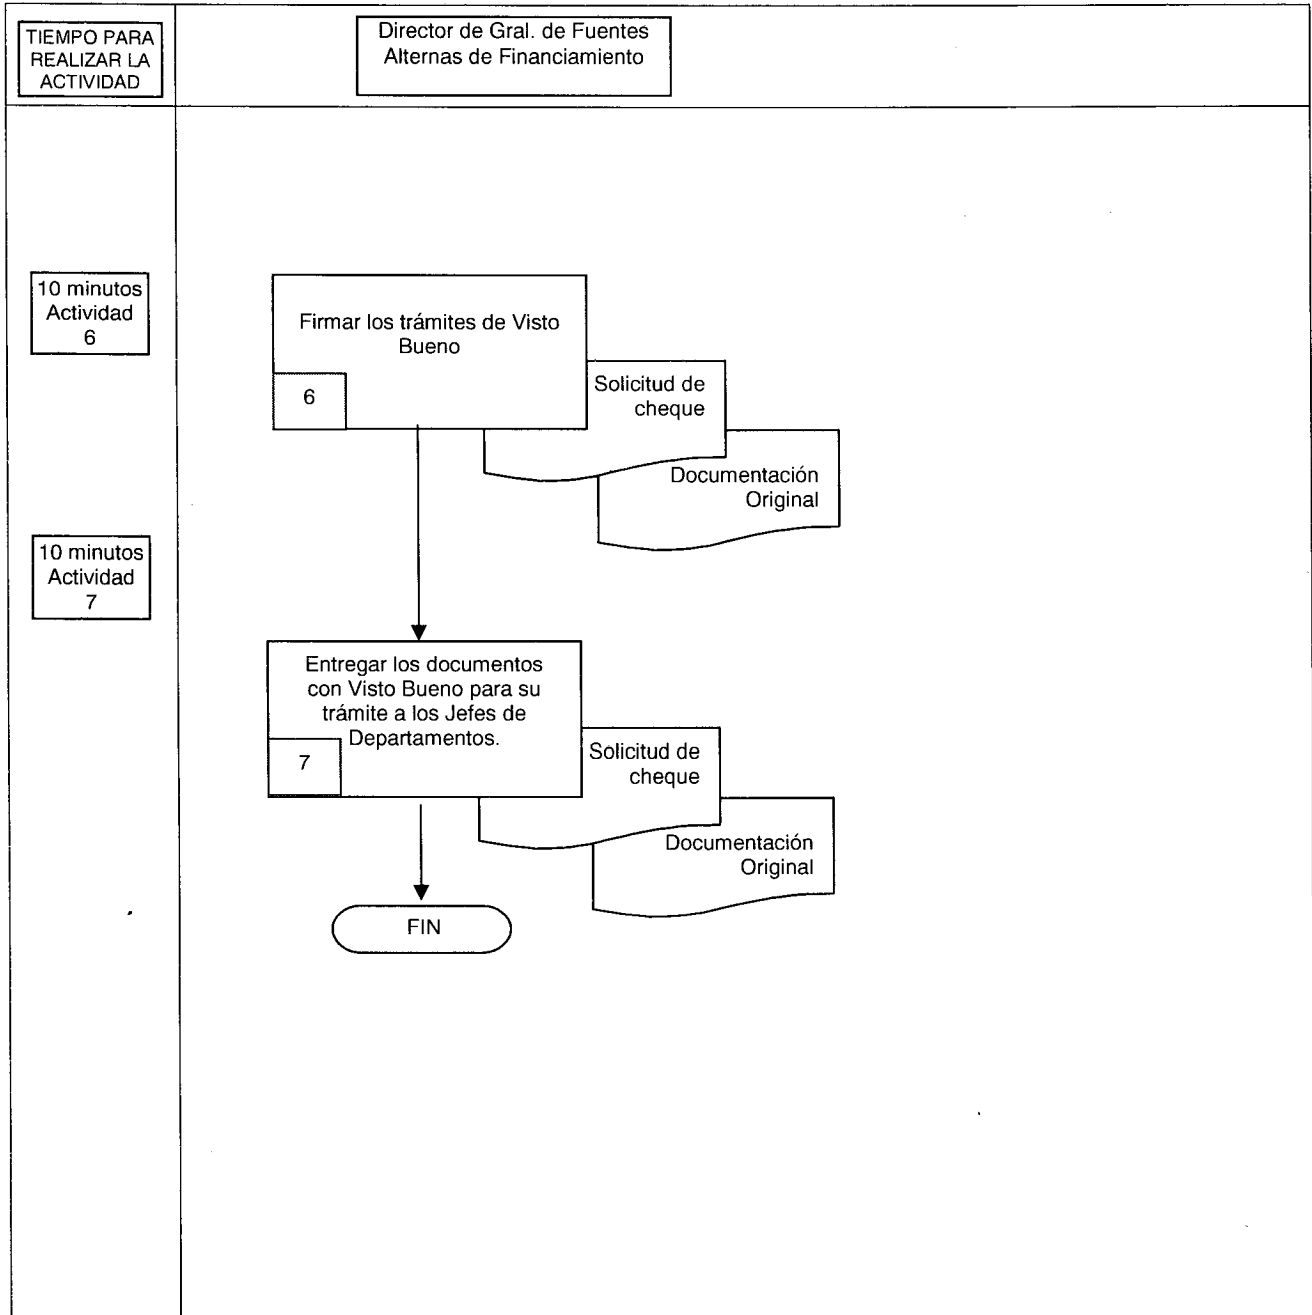 TIEMPO PARA
REALIZAR LA
ACTIVIDAD
Director de Gral. de Fuentes
Alternas de Financiamiento
10 minutos
Actividad
6
Firmar los trámites de Visto
Bueno
6
Solicitud de
cheque
Documentación
Original
10 minutos
Actividad
7
Entregar los documentos
con Visto Bueno para su
trámite a los Jefes de
Departamentos.
7
Solicitud de
cheque
Documentación
Original
FIN